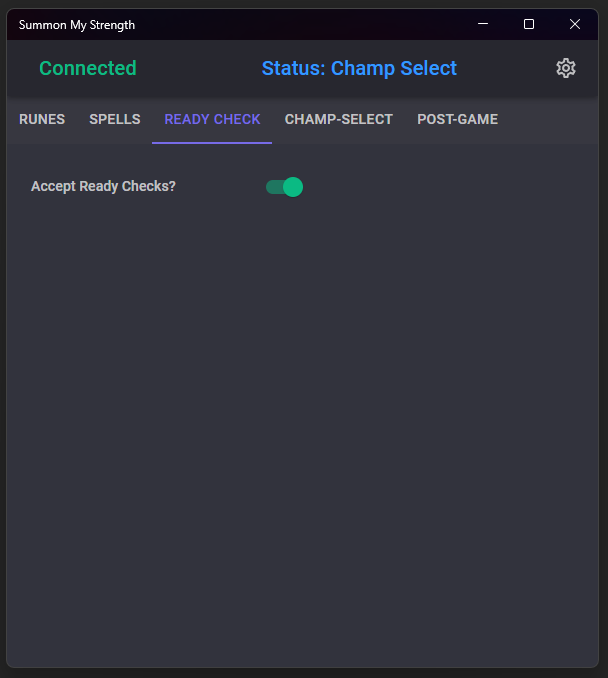 Summon My Strength
Connected Status: Champ Select
RUNES SPELLS READY CHECK CHAMP-SELECT POST-GAME
Accept Ready Checks?